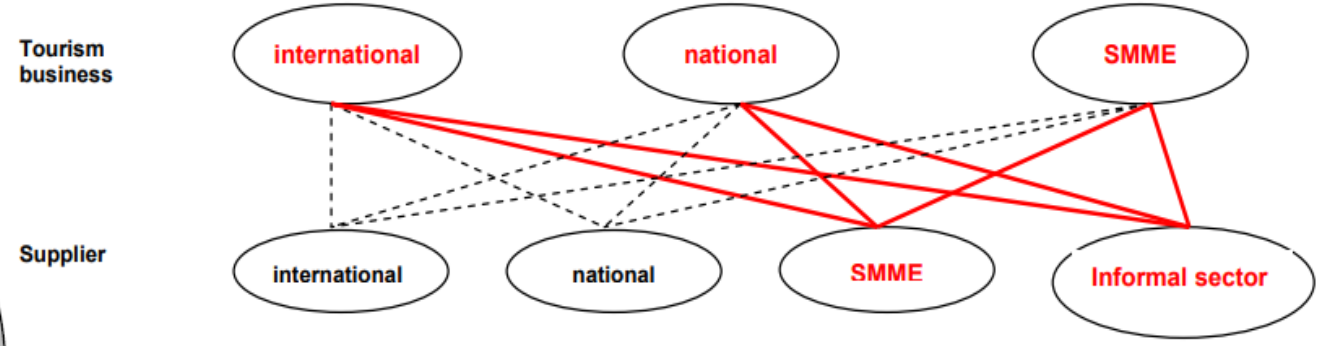 Tourism
business
international
national
SMME
Supplier
international
national
SMME
Informal sector